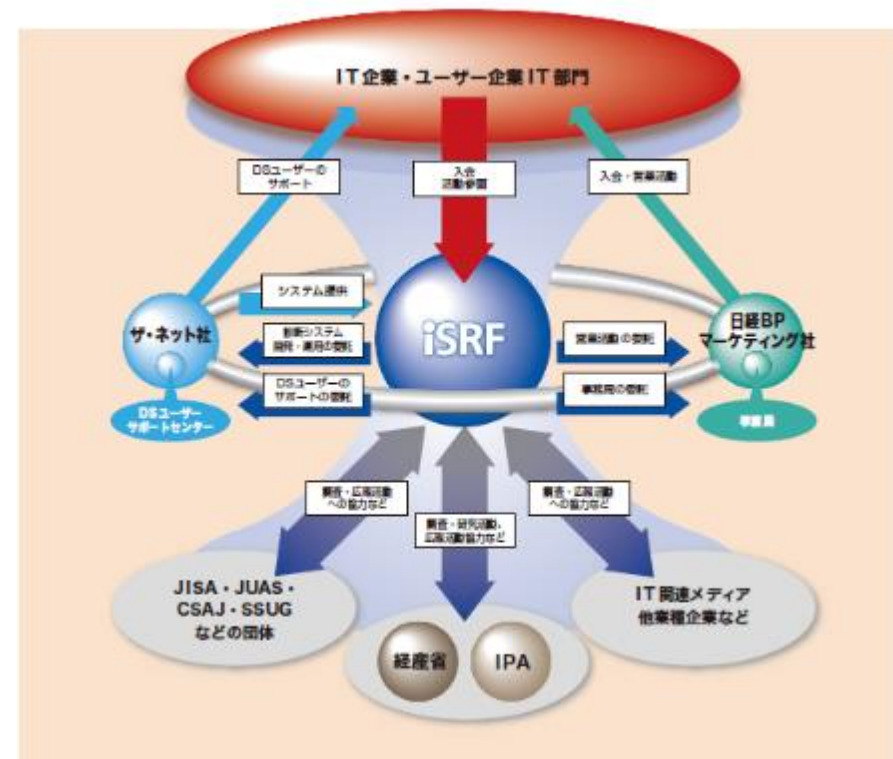 IT企業・ユーザー企業IT部門
DSユーザーの
サポート
入会
活動参画
入会・営業活動
システム提供
ザ・ネット社
診断システム
開発・運用の委託
iSRF
営業活動の委託
日経BP
マーケティング社
DSユーザーの
サポートの委託
事務局の委託
DSユーザー
サポートセンター
事務局
調査・広報活動
への協力など
調査・研究活動、
広報活動協力など
調査・広報活動
への協力など
JISA・JUAS・
CSAJ・SSUG
などの団体
経産省
IPA
IT関連メディア
他業種企業など